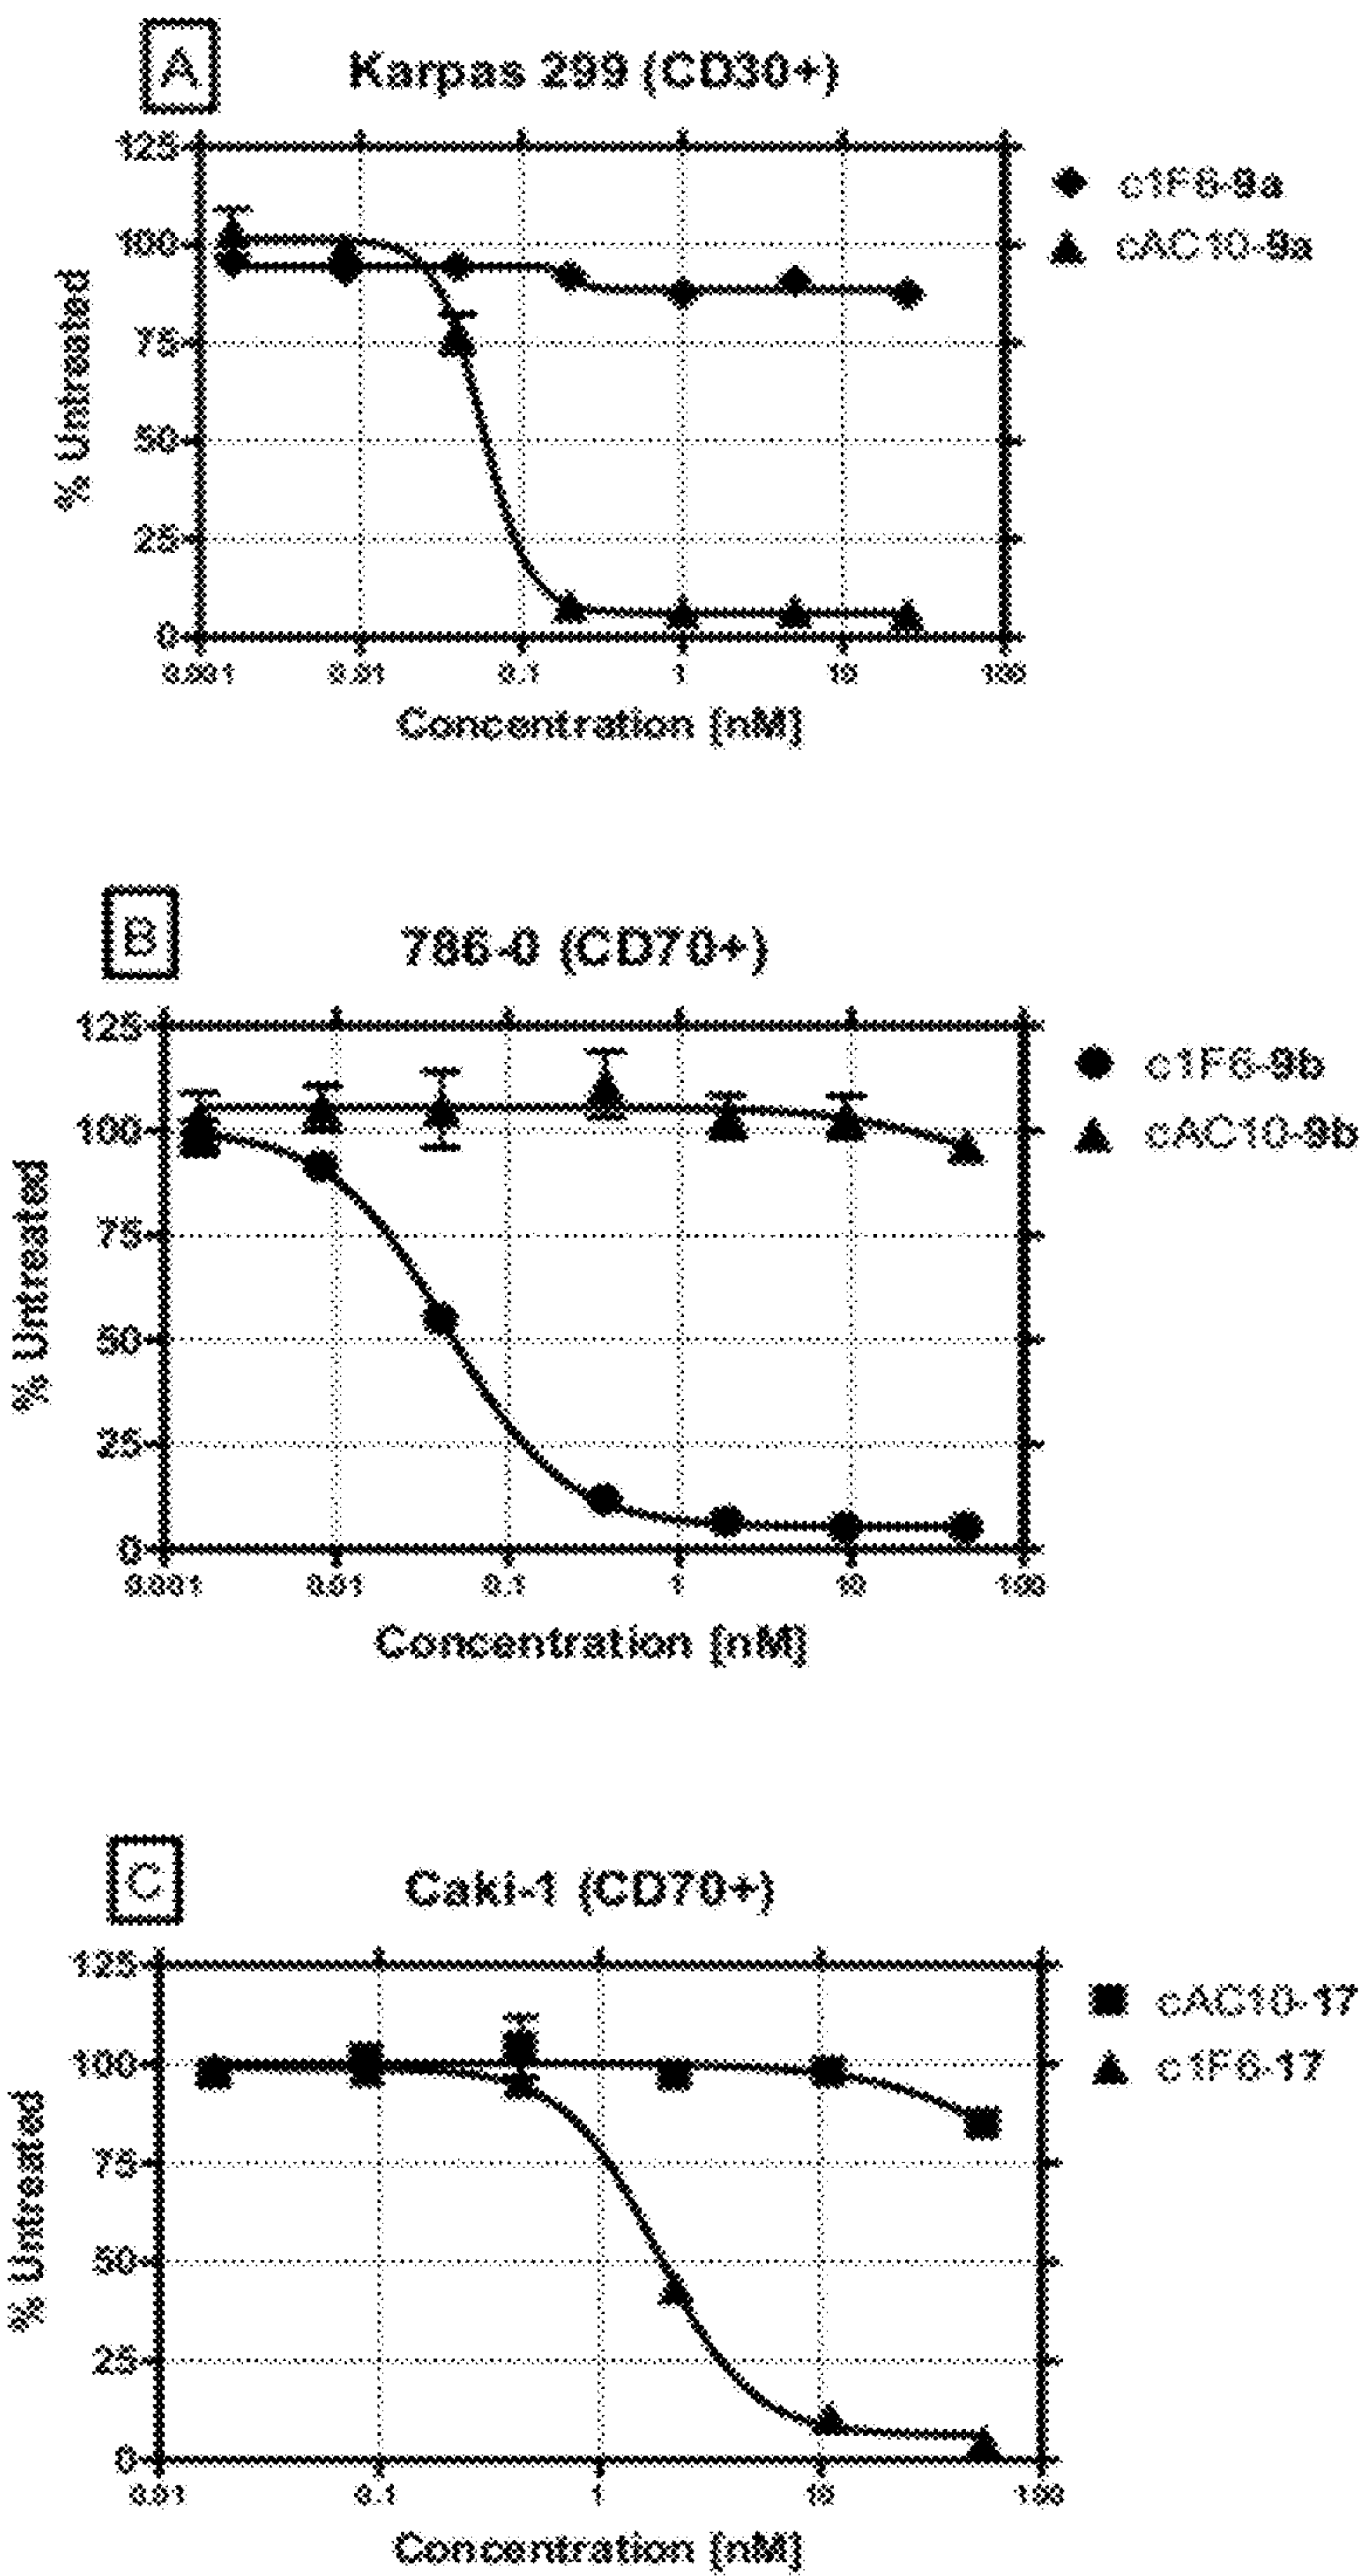 A
Karpas 299 (CD30+)
125
100
75
50
25
0
% Untreated
0.001 0.01 0.1 1 10 100
Concentration [nM]
c1F6-9a
cAC10-9a
B
786-0 (CD70+)
125
100
75
50
25
0
% Untreated
0.001 0.01 0.1 1 10 100
Concentration [nM]
c1F6-9b
cAC10-9b
C
Caki-1 (CD70+)
125
100
75
50
25
0
% Untreated
0.01 0.1 1 10 100
Concentration [nM]
cAC10-17
c1F6-17